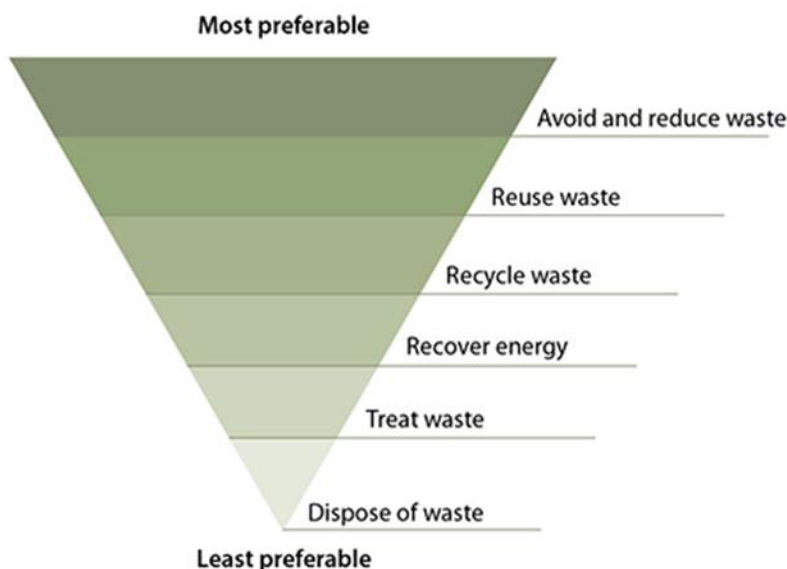 Most preferable
Avoid and reduce waste
Reuse waste
Recycle waste
Recover energy
Treat waste
Dispose of waste
Least preferable